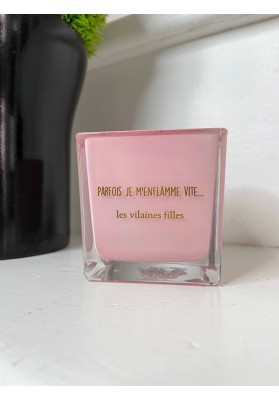 PARFOIS JE M'ENFLAMME VITE...
les vilaines filles